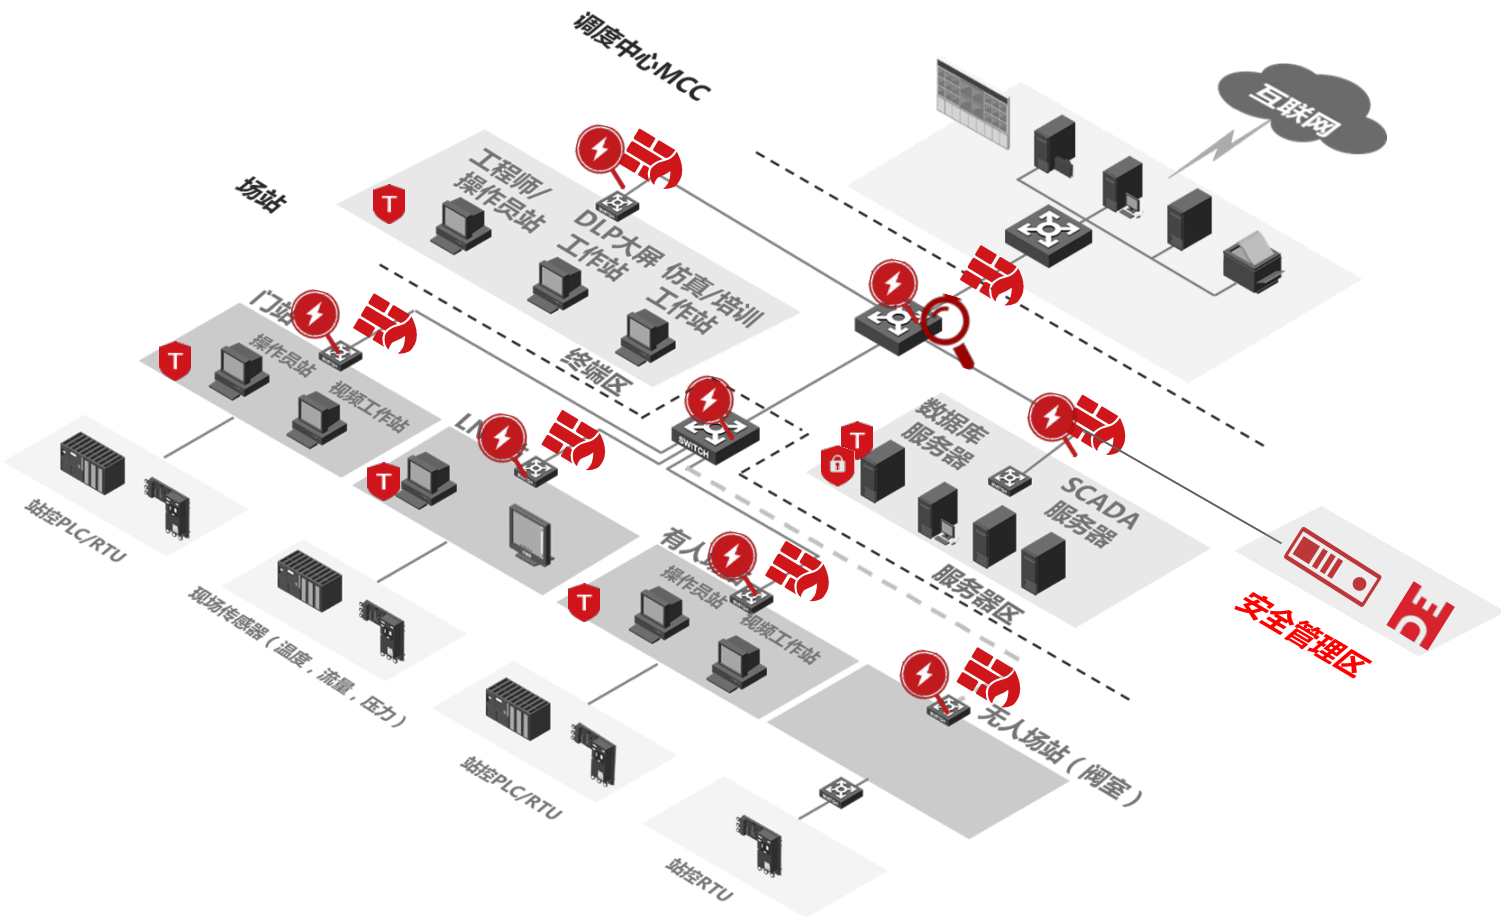 调度中心MCC
互联网
场站
工程师/
操作员站
DLP大屏
工作站
仿真/培训
工作站
终端区
门站
操作员站
视频工作站
SWITCH
数据库
服务器
SCADA
服务器
服务器区
安全管理区
站控PLC/RTU
现场传感器（温度，流量，压力）
有人
操作员站
视频工作站
无人场站（阀室）
站控PLC/RTU
站控RTU
T
T
T
T
T
DE